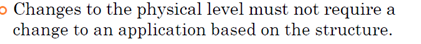 Changes to the physical level must not require a
change to an application based on the structure.